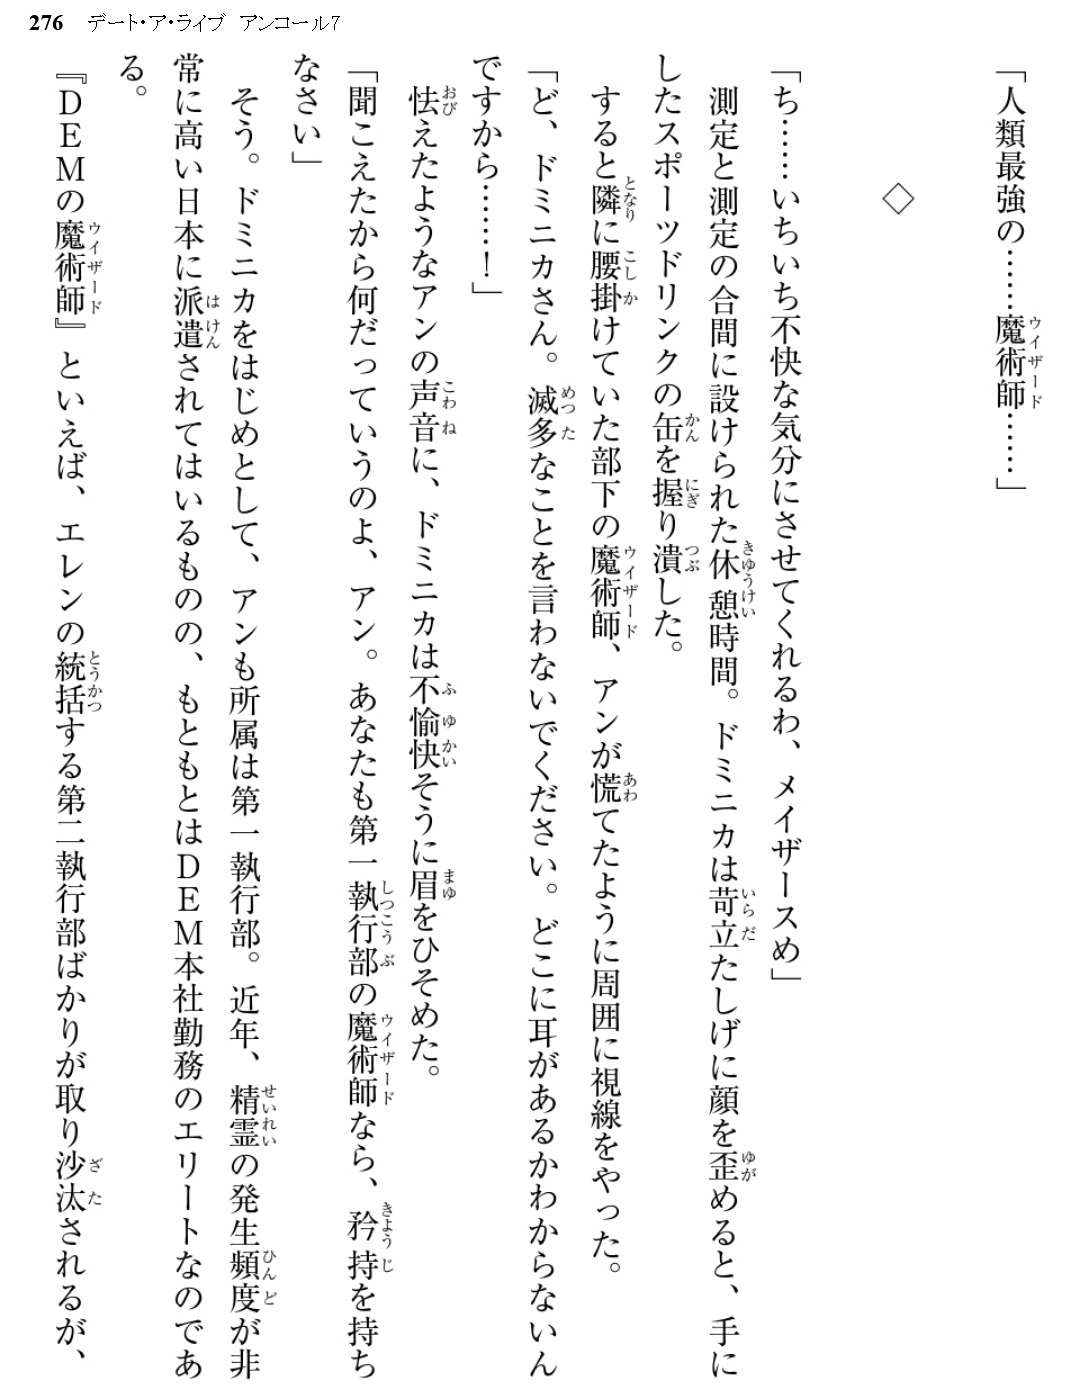 276 デート・ア・ライブ アンコール7
「人類最強の……魔術師……」
◇
「ち……いちいち不快な気分にさせてくれるわ、メイザースめ」
測定と測定の合間に設けられた休憩時間。ドミニカは苛立たしげに顔を歪めると、手に
したスポーツドリンクの缶を握り潰した。
すると隣に腰掛けていた部下の魔術師、アンが慌てたように周囲に視線をやった。
「ど、ドミニカさん。滅多なことを言わないでください。どこに耳があるかわからないん
ですから……！」
怯えたようなアンの声音に、ドミニカは不愉快そうに眉をひそめた。
「聞こえたから何だっていうのよ、アン。あなたも第一執行部の魔術師なら、矜持を持ち
なさい」
そう。ドミニカをはじめとして、アンも所属は第一執行部。近年、精霊の発生頻度が非
常に高い日本に派遣されてはいるものの、もともとはＤＥＭ本社勤務のエリートなのであ
る。
『ＤＥＭの魔術師』といえば、エレンの統括する第二執行部ばかりが取り沙汰されるが、